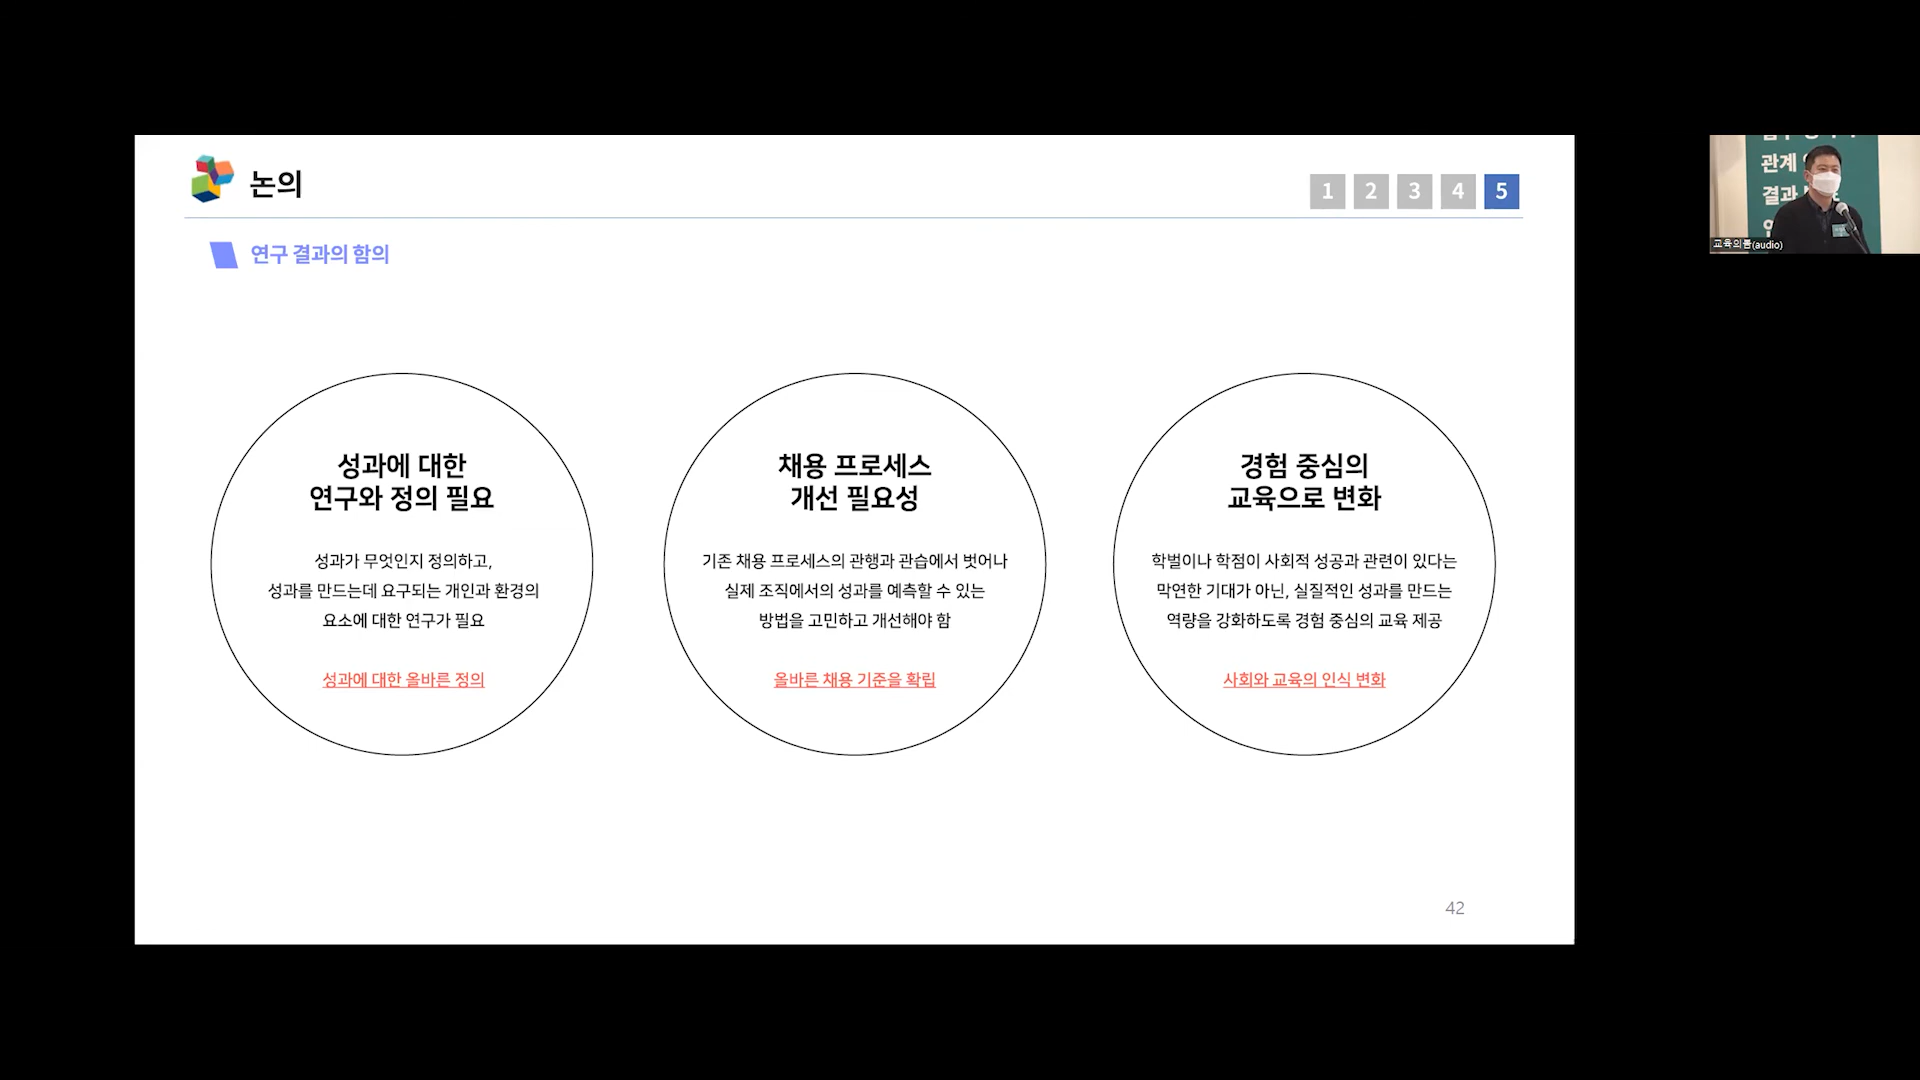 논의
1 2 3 4 5
연구 결과의 함의
성과에 대한
연구와 정의 필요
성과가 무엇인지 정의하고,
성과를 만드는데 요구되는 개인과 환경의
요소에 대한 연구가 필요
성과에 대한 올바른 정의
채용 프로세스
개선 필요성
기존 채용 프로세스의 관행과 관습에서 벗어나
실제 조직에서의 성과를 예측할 수 있는
방법을 고민하고 개선해야 함
올바른 채용 기준을 확립
경험 중심의
교육으로 변화
학벌이나 학점이 사회적 성공과 관련이 있다는
막연한 기대가 아닌, 실질적인 성과를 만드는
역량을 강화하도록 경험 중심의 교육 제공
사회와 교육의 인식 변화
42
관계
결과
교육의봄(audio)